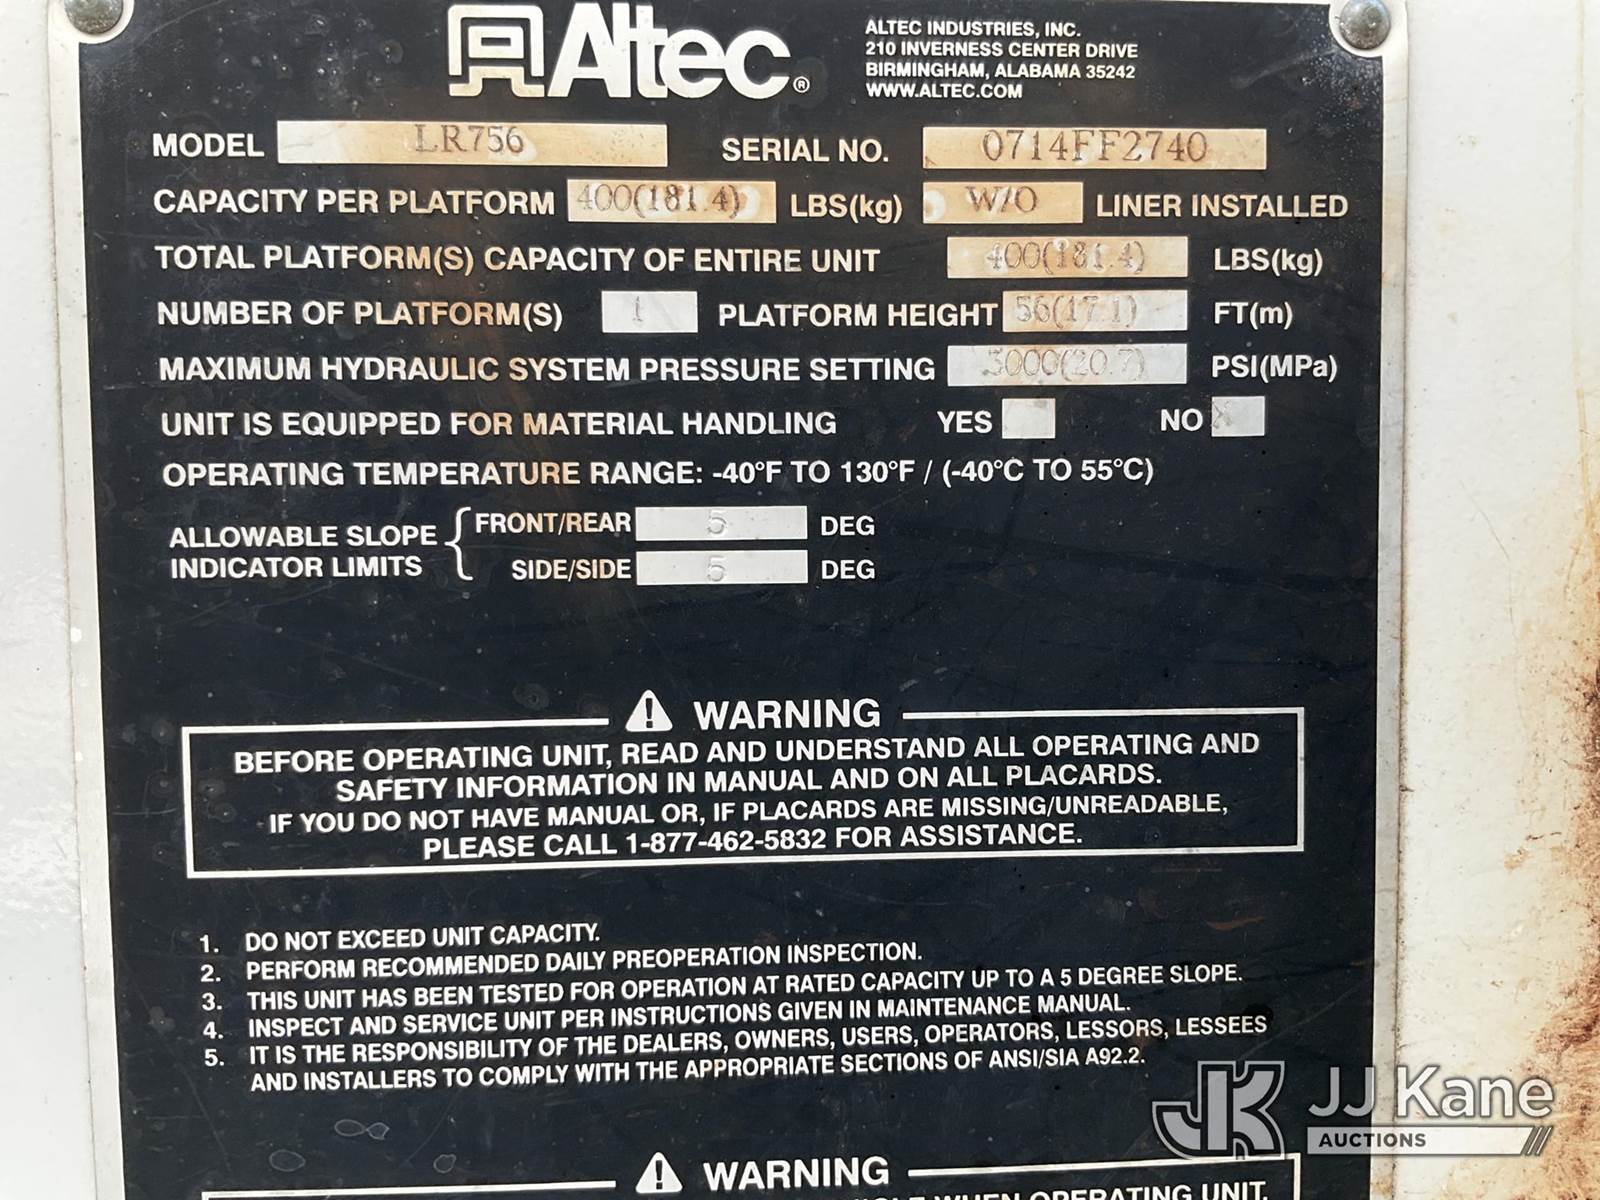 Altec®
ALTEC INDUSTRIES, INC.
210 INVERNESS CENTER DRIVE
BIRMINGHAM, ALABAMA 35242
WWW.ALTEC.COM
MODEL LR756 SERIAL NO. 0714FF2740
CAPACITY PER PLATFORM 400(181.4) LBS(kg) W/O LINER INSTALLED
TOTAL PLATFORM(S) CAPACITY OF ENTIRE UNIT 400(181.4) LBS(kg)
NUMBER OF PLATFORM(S) 1 PLATFORM HEIGHT 56(17.1) FT(m)
MAXIMUM HYDRAULIC SYSTEM PRESSURE SETTING 3000(20.7) PSI(MPa)
UNIT IS EQUIPPED FOR MATERIAL HANDLING YES NO X
OPERATING TEMPERATURE RANGE: -40°F TO 130°F / (-40°C TO 55°C)
ALLOWABLE SLOPE INDICATOR LIMITS
FRONT/REAR 5 DEG
SIDE/SIDE 5 DEG
⚠ WARNING
BEFORE OPERATING UNIT, READ AND UNDERSTAND ALL OPERATING AND
SAFETY INFORMATION IN MANUAL AND ON ALL PLACARDS.
IF YOU DO NOT HAVE MANUAL OR, IF PLACARDS ARE MISSING/UNREADABLE,
PLEASE CALL 1-877-462-5832 FOR ASSISTANCE.
1. DO NOT EXCEED UNIT CAPACITY.
2. PERFORM RECOMMENDED DAILY PREOPERATION INSPECTION.
3. THIS UNIT HAS BEEN TESTED FOR OPERATION AT RATED CAPACITY UP TO A 5 DEGREE SLOPE.
4. INSPECT AND SERVICE UNIT PER INSTRUCTIONS GIVEN IN MAINTENANCE MANUAL.
5. IT IS THE RESPONSIBILITY OF THE DEALERS, OWNERS, USERS, OPERATORS, LESSORS, LESSEES
AND INSTALLERS TO COMPLY WITH THE APPROPRIATE SECTIONS OF ANSI/SIA A92.2.
⚠ WARNING
WHEN OPERATING UNIT,
JK JJ Kane
AUCTIONS